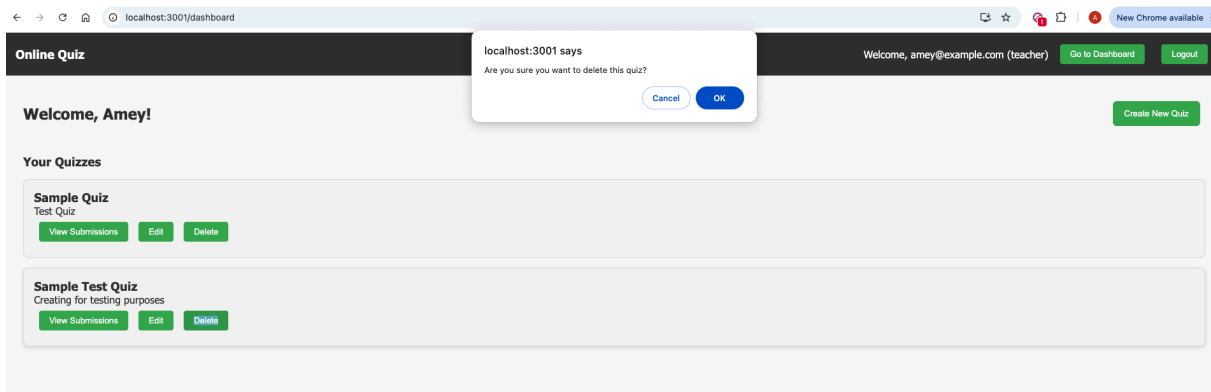 localhost:3001/dashboard
A
New Chrome available
Online Quiz
Welcome, amey@example.com (teacher)
Go to Dashboard
Logout
localhost:3001 says
Are you sure you want to delete this quiz?
Cancel
OK
Welcome, Amey!
Create New Quiz
Your Quizzes
Sample Quiz
Test Quiz
View Submissions Edit Delete
Sample Test Quiz
Creating for testing purposes
View Submissions Edit Delete